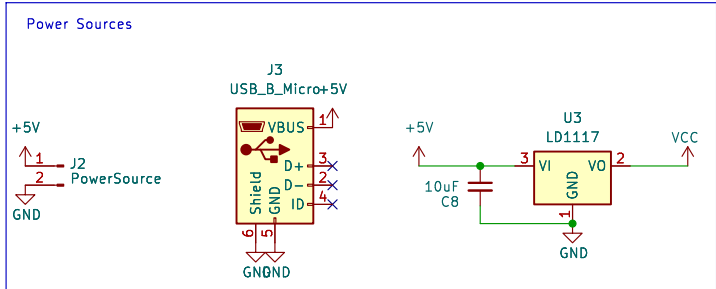 Power Sources
J3
USB_B_Micro
+5V
1
VBUS
D+
3
D-
2
ID
4
Shield
GND
6
5
GND
GND
+5V
1
J2
2
PowerSource
GND
U3
LD1117
+5V
3
VI
VO
2
VCC
GND
1
10uF
C8
GND